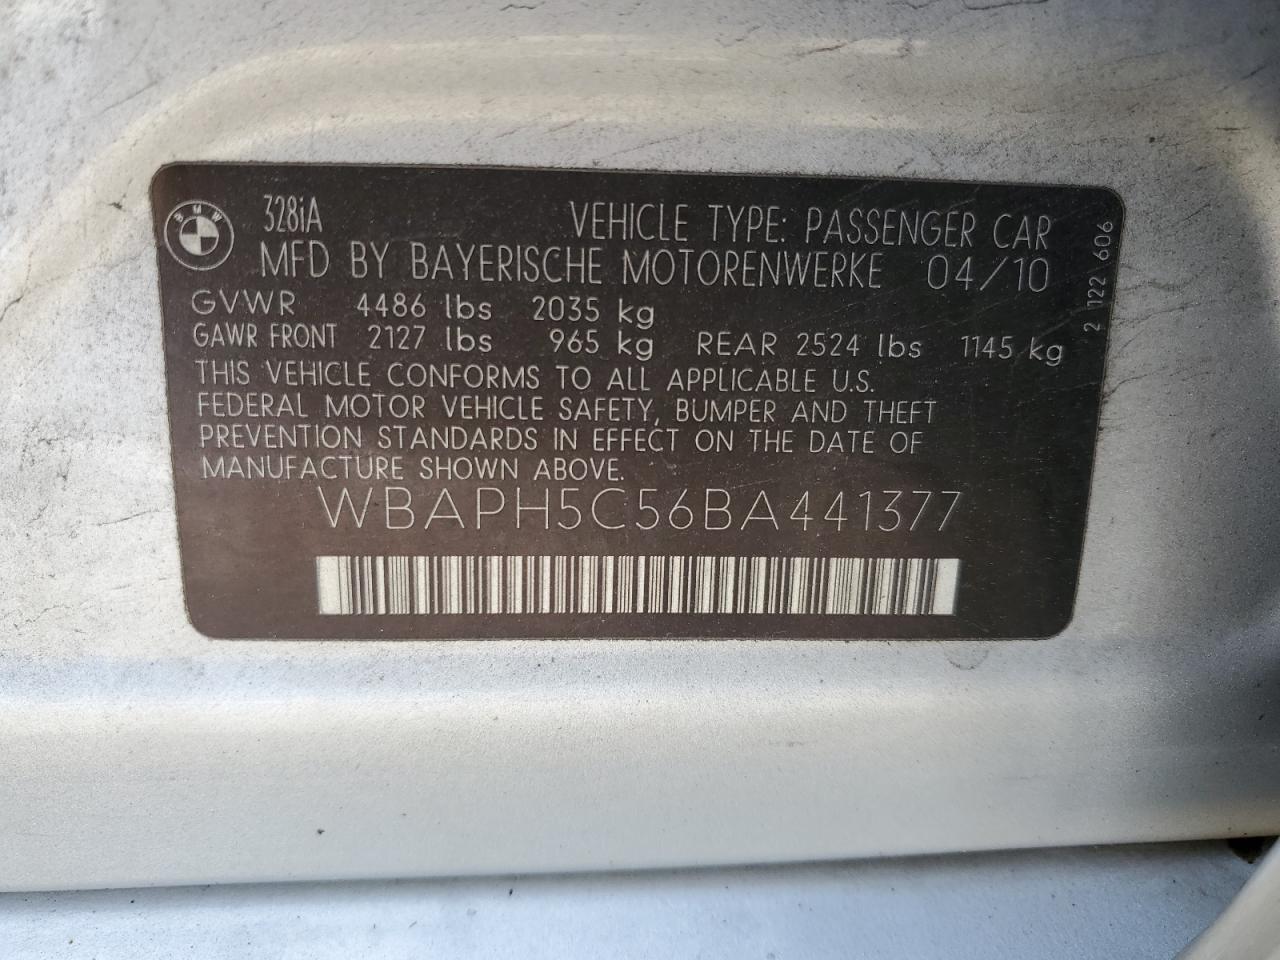 BMW
328iA
VEHICLE TYPE: PASSENGER CAR
MFD BY BAYERISCHE MOTORENWERKE 04/10
GVWR 4486 lbs 2035 kg
GAWR FRONT 2127 lbs 965 kg REAR 2524 lbs 1145 kg
THIS VEHICLE CONFORMS TO ALL APPLICABLE U.S.
FEDERAL MOTOR VEHICLE SAFETY, BUMPER AND THEFT
PREVENTION STANDARDS IN EFFECT ON THE DATE OF
MANUFACTURE SHOWN ABOVE.
WBAPH5C56BA441377
2 122 606